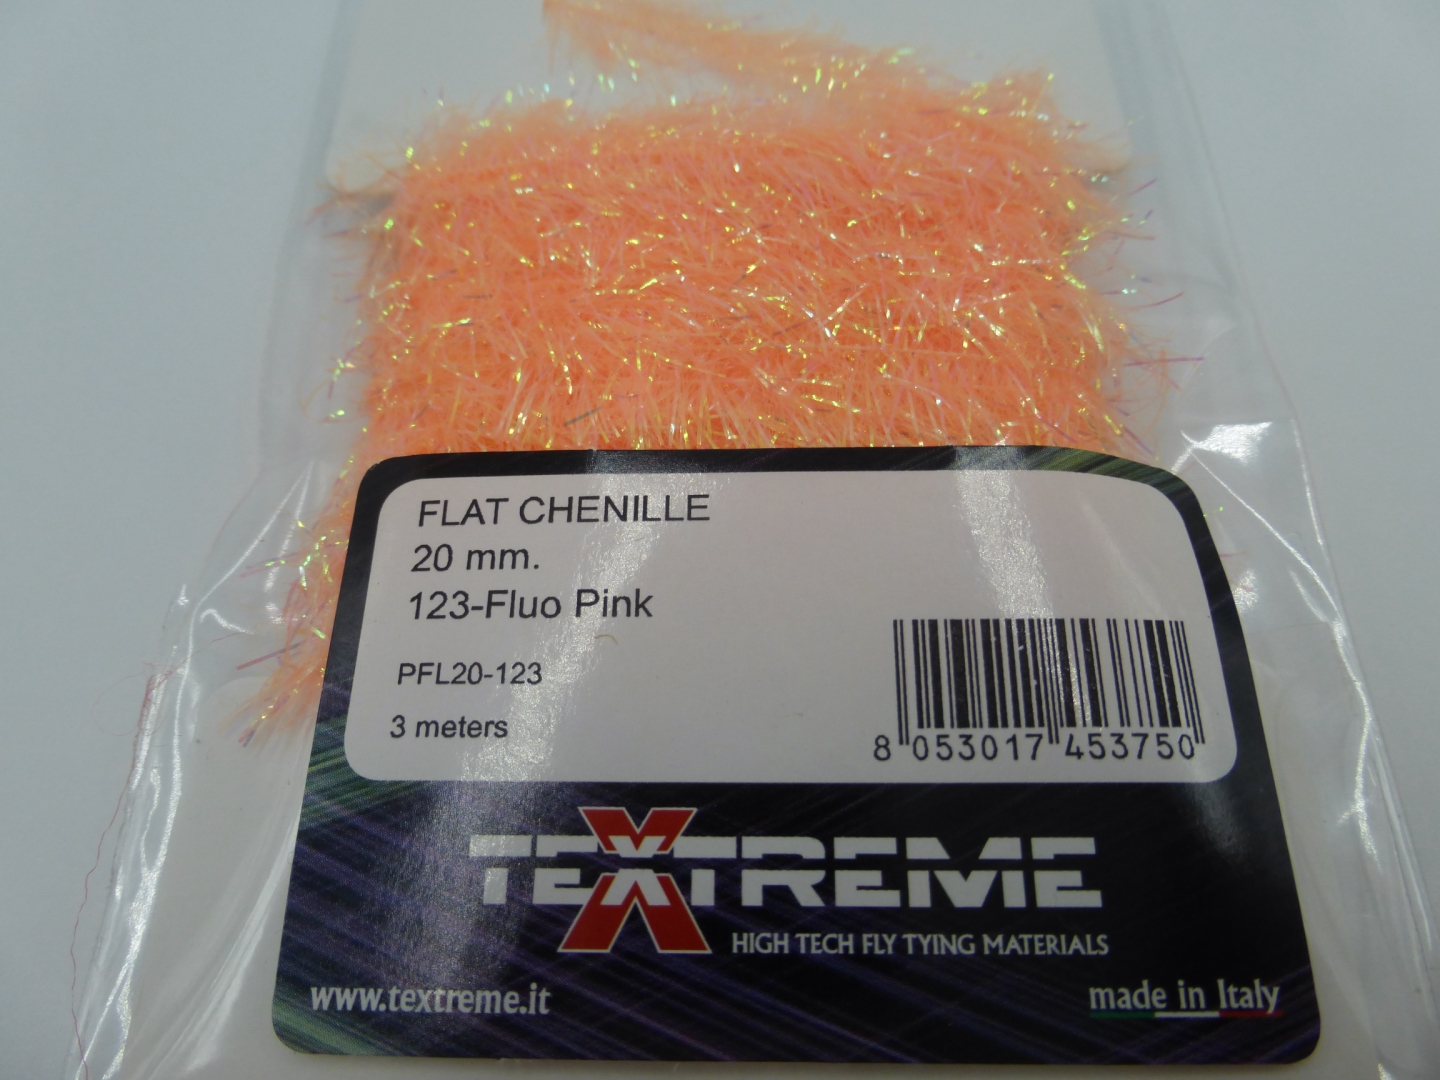 FLAT CHENILLE
20 mm.
123-Fluo Pink
PFL20-123
3 meters
8 053017 453750
TEXTREME
HIGH TECH FLY TYING MATERIALS
www.textreme.it
made in Italy